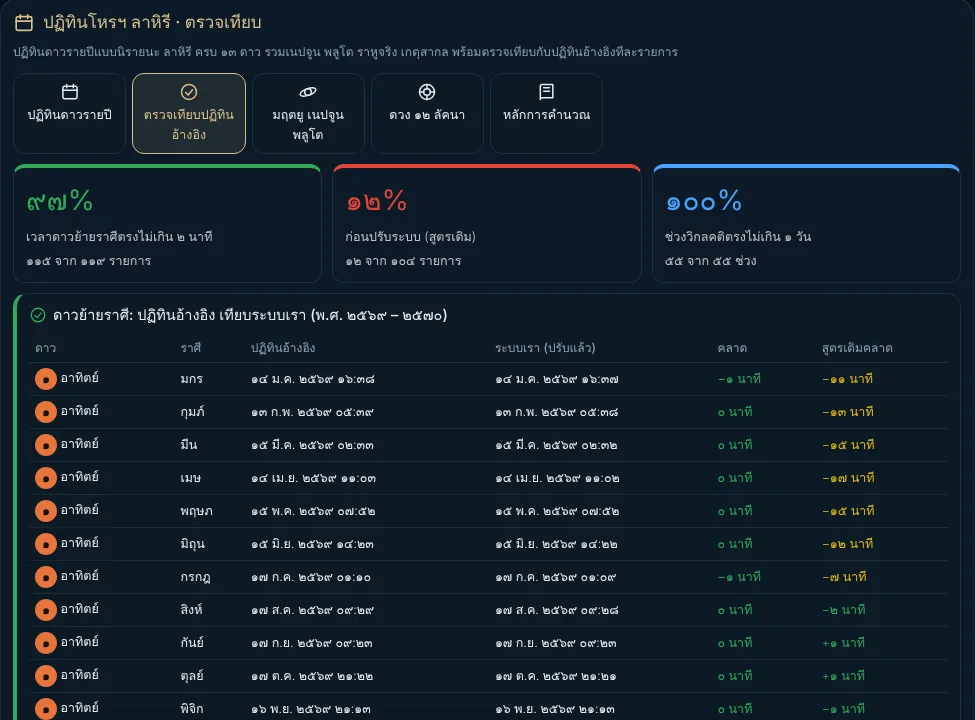 ปฏิทินโหรฯ ลาหิรี · ตรวจเทียบ
ปฏิทินดาวรายปีแบบนิรายนะ ลาหิรี ครบ ๑๓ ดาว รวมเนปจูน พลูโต ราหูจริง เกตุสากล พร้อมตรวจเทียบกับปฏิทินอ้างอิงทีละรายการ
ปฏิทินดาวรายปี
ตรวจเทียบปฏิทิน
อ้างอิง
มฤตยู เนปจูน
พลูโต
ดวง ๑๒ ลัคนา
หลักการคำนวณ
๙๗%
เวลาดาวย้ายราศีตรงไม่เกิน ๒ นาที
๑๑๕ จาก ๑๑๙ รายการ
๑๒%
ก่อนปรับระบบ (สูตรเดิม)
๑๒ จาก ๑๐๔ รายการ
๑๐๐%
ช่วงวิกลคติตรงไม่เกิน ๑ วัน
๕๕ จาก ๕๕ ช่วง
ดาวย้ายราศี: ปฏิทินอ้างอิง เทียบระบบเรา (พ.ศ. ๒๕๖๙ – ๒๕๗๐)
ดาว ราศี ปฏิทินอ้างอิง ระบบเรา (ปรับแล้ว) คลาด สูตรเดิมคลาด
๑ อาทิตย์ มกร ๑๔ ม.ค. ๒๕๖๙ ๑๖:๓๘ ๑๔ ม.ค. ๒๕๖๙ ๑๖:๓๗ −๑ นาที −๑๑ นาที
๑ อาทิตย์ กุมภ์ ๑๓ ก.พ. ๒๕๖๙ ๐๕:๓๙ ๑๓ ก.พ. ๒๕๖๙ ๐๕:๓๘ ๐ นาที −๑๓ นาที
๑ อาทิตย์ มีน ๑๕ มี.ค. ๒๕๖๙ ๐๒:๓๓ ๑๕ มี.ค. ๒๕๖๙ ๐๒:๓๒ ๐ นาที −๑๕ นาที
๑ อาทิตย์ เมษ ๑๔ เม.ย. ๒๕๖๙ ๑๑:๐๓ ๑๔ เม.ย. ๒๕๖๙ ๑๑:๐๒ ๐ นาที −๑๗ นาที
๑ อาทิตย์ พฤษภ ๑๕ พ.ค. ๒๕๖๙ ๐๗:๕๒ ๑๕ พ.ค. ๒๕๖๙ ๐๗:๕๒ ๐ นาที −๑๕ นาที
๑ อาทิตย์ มิถุน ๑๕ มิ.ย. ๒๕๖๙ ๑๔:๒๓ ๑๕ มิ.ย. ๒๕๖๙ ๑๔:๒๒ ๐ นาที −๑๒ นาที
๑ อาทิตย์ กรกฎ ๑๗ ก.ค. ๒๕๖๙ ๐๑:๑๐ ๑๗ ก.ค. ๒๕๖๙ ๐๑:๐๙ −๑ นาที −๗ นาที
๑ อาทิตย์ สิงห์ ๑๗ ส.ค. ๒๕๖๙ ๐๙:๒๙ ๑๗ ส.ค. ๒๕๖๙ ๐๙:๒๘ ๐ นาที −๒ นาที
๑ อาทิตย์ กันย์ ๑๗ ก.ย. ๒๕๖๙ ๐๙:๒๓ ๑๗ ก.ย. ๒๕๖๙ ๐๙:๒๓ ๐ นาที +๑ นาที
๑ อาทิตย์ ตุลย์ ๑๗ ต.ค. ๒๕๖๙ ๒๑:๒๒ ๑๗ ต.ค. ๒๕๖๙ ๒๑:๒๑ ๐ นาที +๑ นาที
๑ อาทิตย์ พิจิก ๑๖ พ.ย. ๒๕๖๙ ๒๑:๑๓ ๑๖ พ.ย. ๒๕๖๙ ๒๑:๑๓ ๐ นาที −๑ นาที